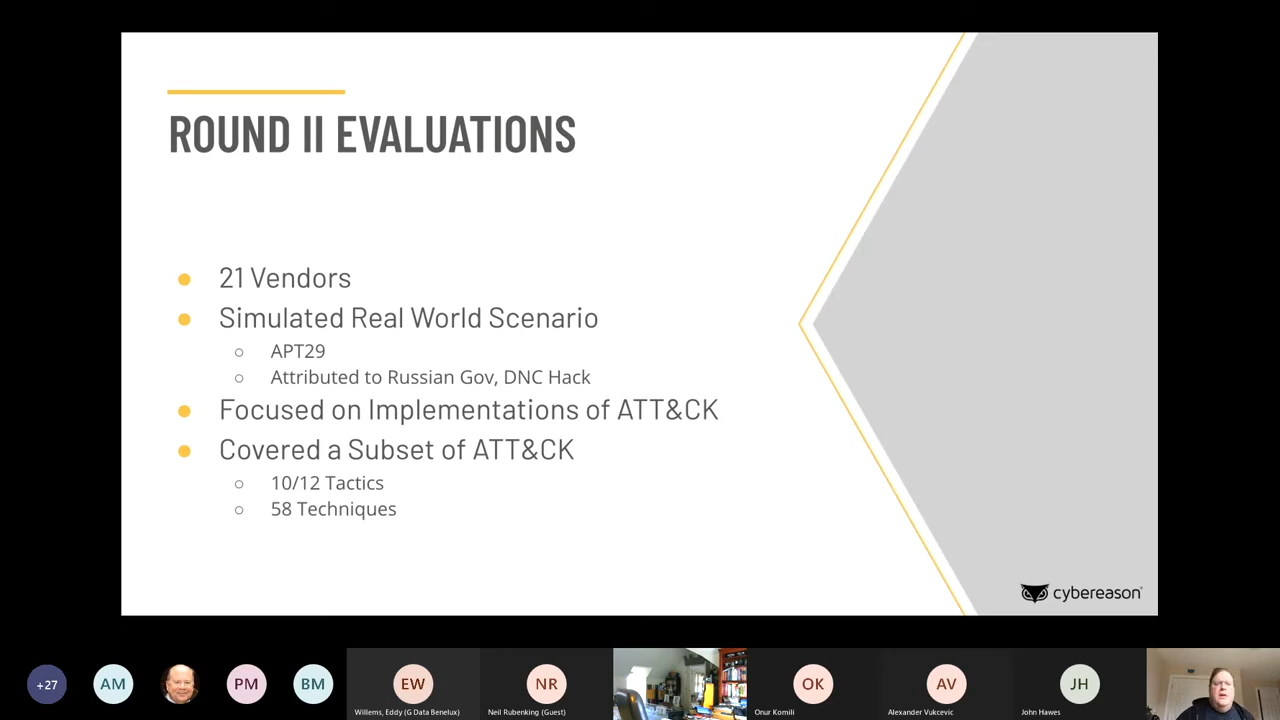 ROUND II EVALUATIONS
21 Vendors
Simulated Real World Scenario
APT29
Attributed to Russian Gov, DNC Hack
Focused on Implementations of ATT&CK
Covered a Subset of ATT&CK
10/12 Tactics
58 Techniques
cybereason
+27
AM
PM
BM
EW
NR
OK
AV
JH
Willems, Eddy (G Data Benelux)
Neil Rubenking (Guest)
Onur Komili
Alexander Vukcevic
John Hawes